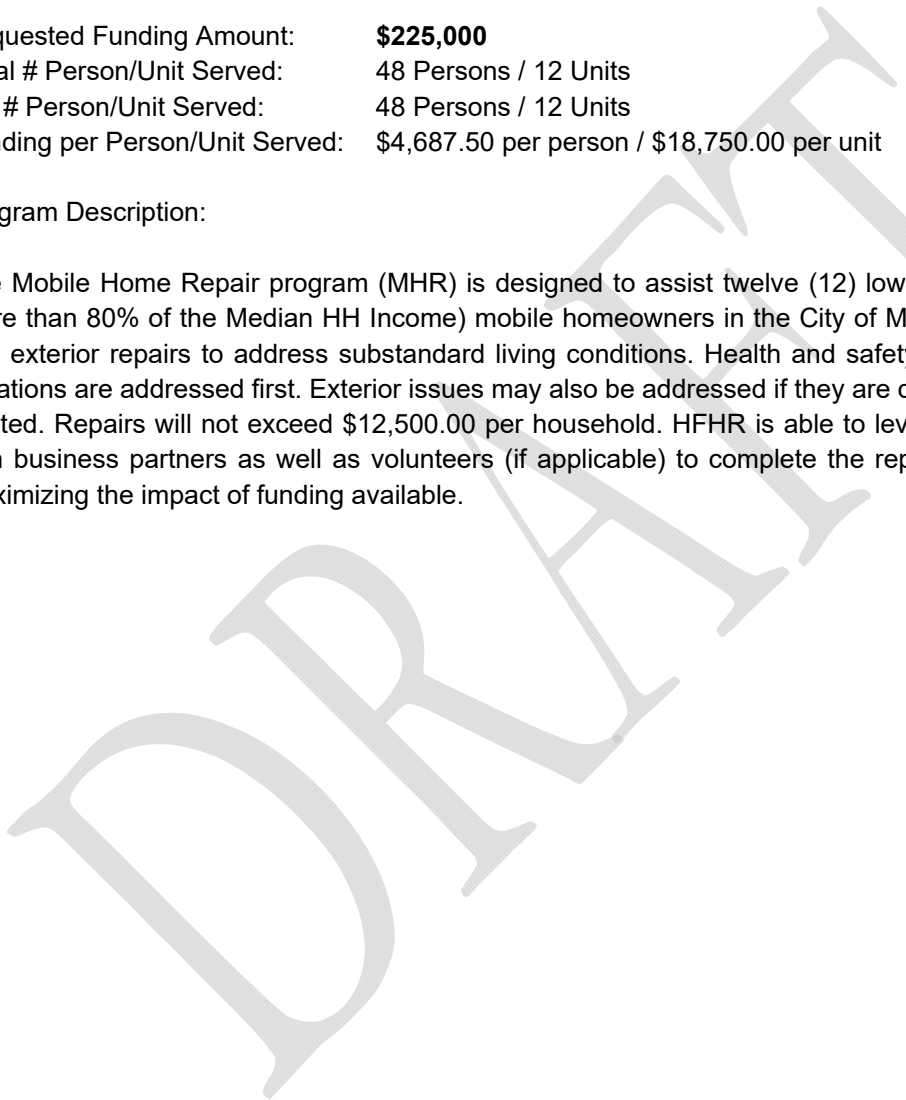 quested Funding Amount: $225,000
al # Person/Unit Served: 48 Persons / 12 Units
# Person/Unit Served: 48 Persons / 12 Units
ding per Person/Unit Served: $4,687.50 per person / $18,750.00 per unit
gram Description:
e Mobile Home Repair program (MHR) is designed to assist twelve (12) low
re than 80% of the Median HH Income) mobile homeowners in the City of M
exterior repairs to address substandard living conditions. Health and safety
ations are addressed first. Exterior issues may also be addressed if they are c
ted. Repairs will not exceed $12,500.00 per household. HFHR is able to lev
h business partners as well as volunteers (if applicable) to complete the rep
ximizing the impact of funding available.
DRAFT